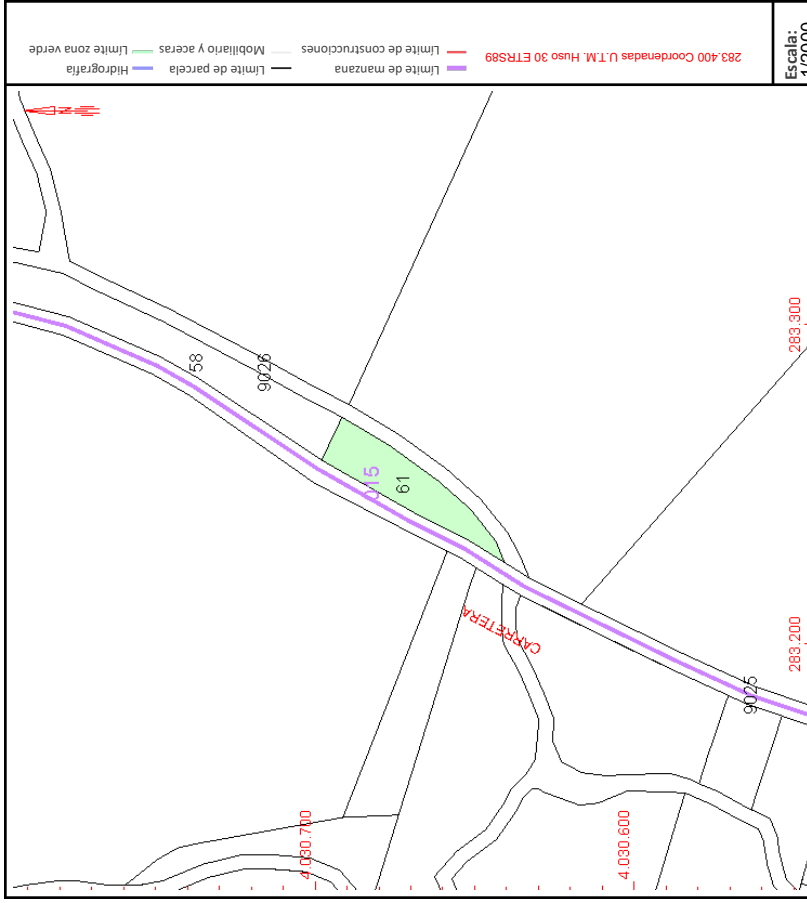 283.400 Coordenadas U.T.M. Huso 30 ETRS89
Límite de manzana
Límite de construcciones
Límite de parcela
Mobiliario y aceras
Hidrografía
Límite zona verde
Escala:
1/2000
58
9026
015
61
CARRETERA
9025
283,300
283,200
4.030.700
4.030.600